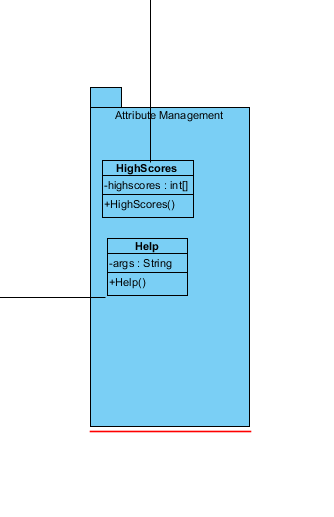 Attribute Management
HighScores
-highscores : int[]
+HighScores()
Help
-args : String
+Help()